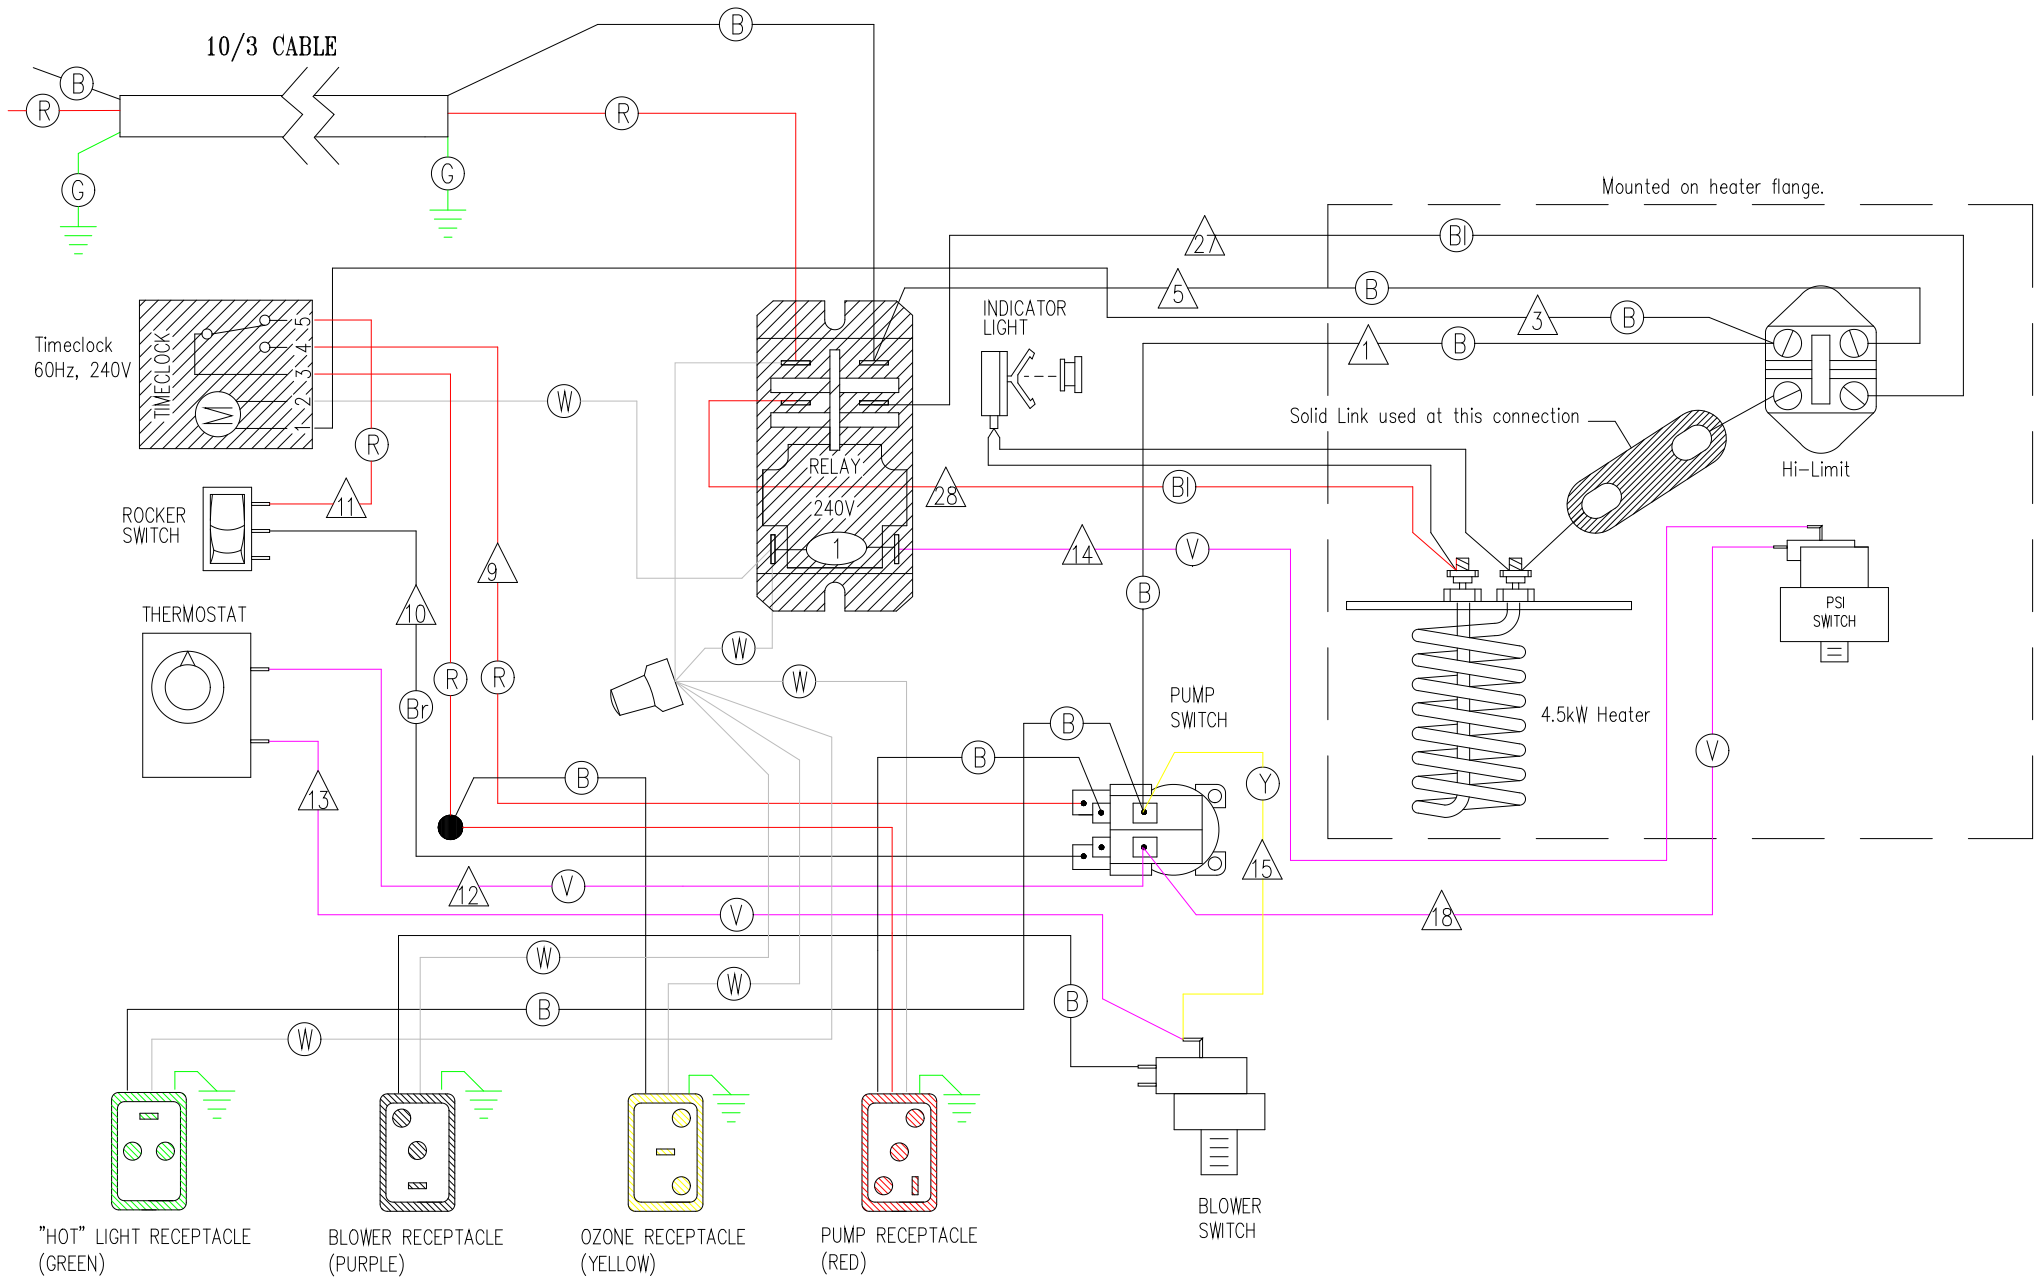 B
10/3 CABLE
B
R
R
G
G
Mounted on heater flange.
27
Bl
5
B
INDICATOR
LIGHT
3
B
Timeclock
60Hz, 240V
TIMECLOCK
5
4
3
2
1
M
1
B
W
Solid Link used at this connection
R
RELAY
Hi-Limit
28
Bl
11
240V
ROCKER
SWITCH
1
14
V
9
B
10
THERMOSTAT
PSI
SWITCH
W
R
R
W
Br
PUMP
SWITCH
4.5kW Heater
B
B
V
B
Y
13
15
12
V
V
18
W
W
B
B
W
"HOT" LIGHT RECEPTACLE
(GREEN)
BLOWER RECEPTACLE
(PURPLE)
OZONE RECEPTACLE
(YELLOW)
PUMP RECEPTACLE
(RED)
BLOWER
SWITCH